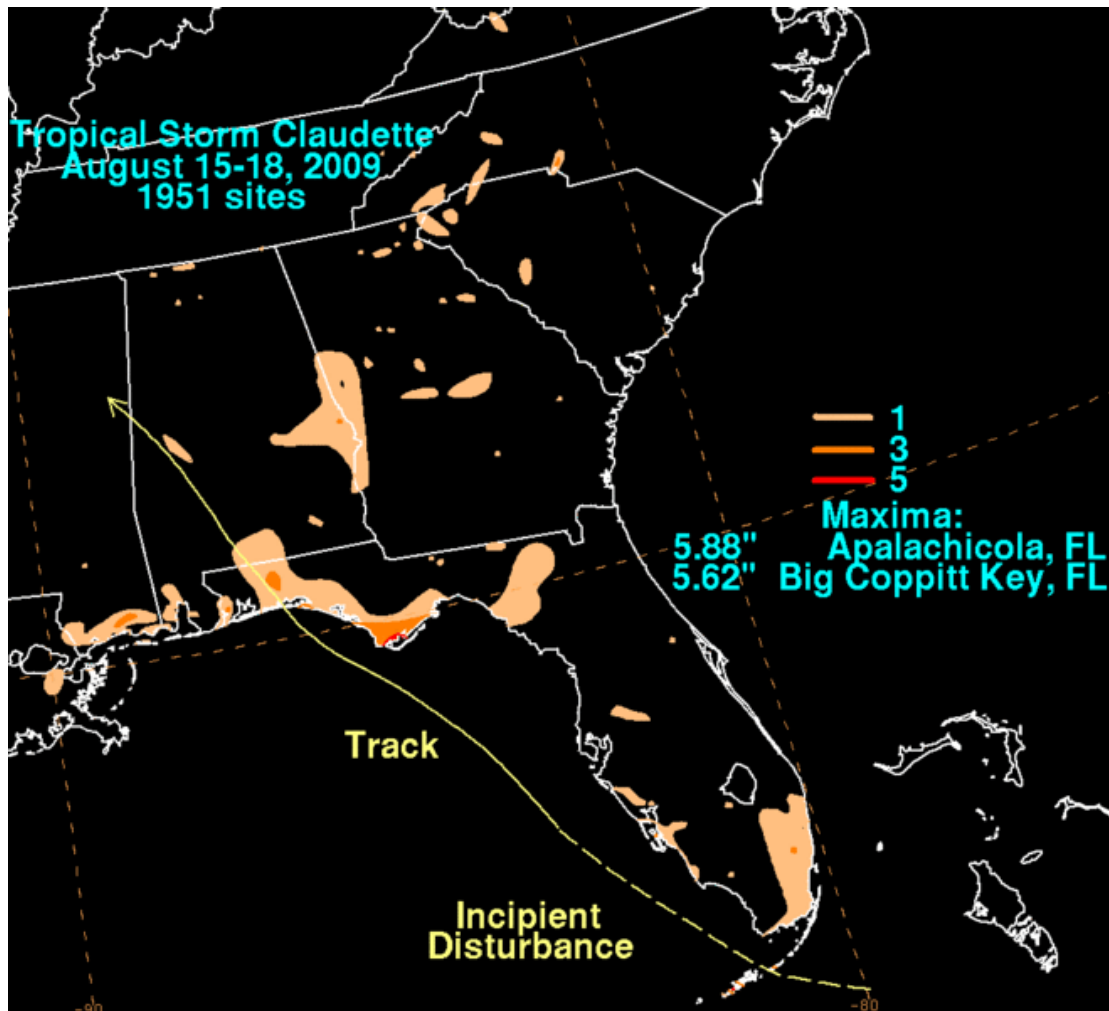 Tropical Storm Claudette
August 15-18, 2009
1951 sites
1
3
5
Maxima:
5.88" Apalachicola, FL
5.62" Big Coppitt Key, FL
Track
Incipient
Disturbance
-90
-80